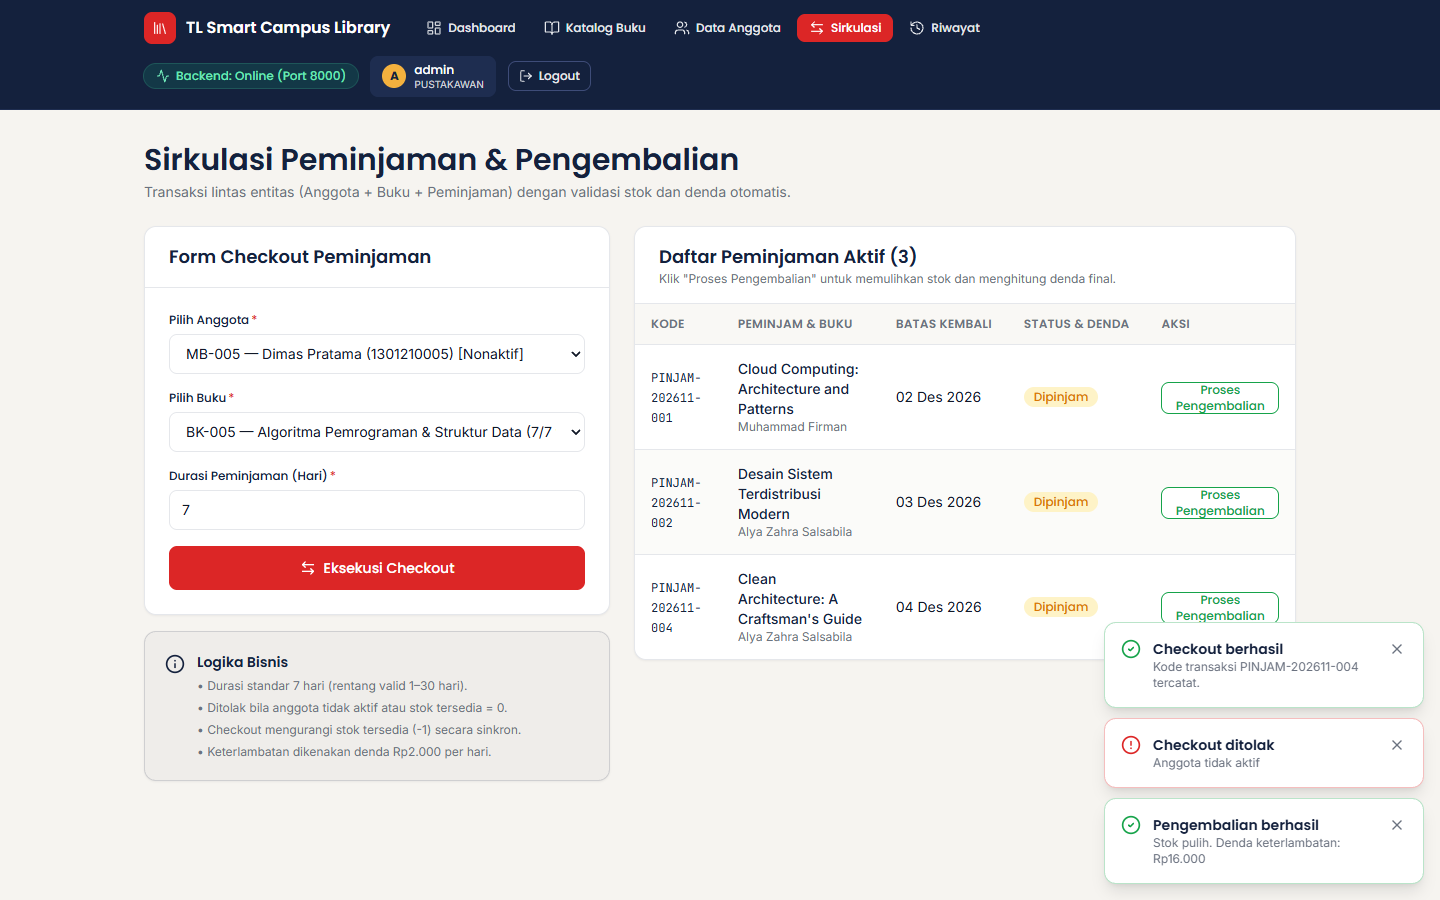 TL Smart Campus Library
Dashboard
Katalog Buku
Data Anggota
Sirkulasi
Riwayat
Backend: Online (Port 8000)
A
admin
PUSTAKAWAN
Logout
Sirkulasi Peminjaman & Pengembalian
Transaksi lintas entitas (Anggota + Buku + Peminjaman) dengan validasi stok dan denda otomatis.
Form Checkout Peminjaman
Pilih Anggota *
MB-005 — Dimas Pratama (1301210005) [Nonaktif]
Pilih Buku *
BK-005 — Algoritma Pemrograman & Struktur Data (7/7
Durasi Peminjaman (Hari) *
7
Eksekusi Checkout
Logika Bisnis
• Durasi standar 7 hari (rentang valid 1–30 hari).
• Ditolak bila anggota tidak aktif atau stok tersedia = 0.
• Checkout mengurangi stok tersedia (-1) secara sinkron.
• Keterlambatan dikenakan denda Rp2.000 per hari.
Daftar Peminjaman Aktif (3)
Klik "Proses Pengembalian" untuk memulihkan stok dan menghitung denda final.
KODE PEMINJAM & BUKU BATAS KEMBALI STATUS & DENDA AKSI
PINJAM-
202611-
001
Cloud Computing:
Architecture and
Patterns
Muhammad Firman
02 Des 2026
Dipinjam
Proses
Pengembalian
PINJAM-
202611-
002
Desain Sistem
Terdistribusi
Modern
Alya Zahra Salsabila
03 Des 2026
Dipinjam
Proses
Pengembalian
PINJAM-
202611-
004
Clean
Architecture: A
Craftsman's Guide
Alya Zahra Salsabila
04 Des 2026
Dipinjam
Proses
Pengembalian
Checkout berhasil
Kode transaksi PINJAM-202611-004
tercatat.
Checkout ditolak
Anggota tidak aktif
Pengembalian berhasil
Stok pulih. Denda keterlambatan:
Rp16.000